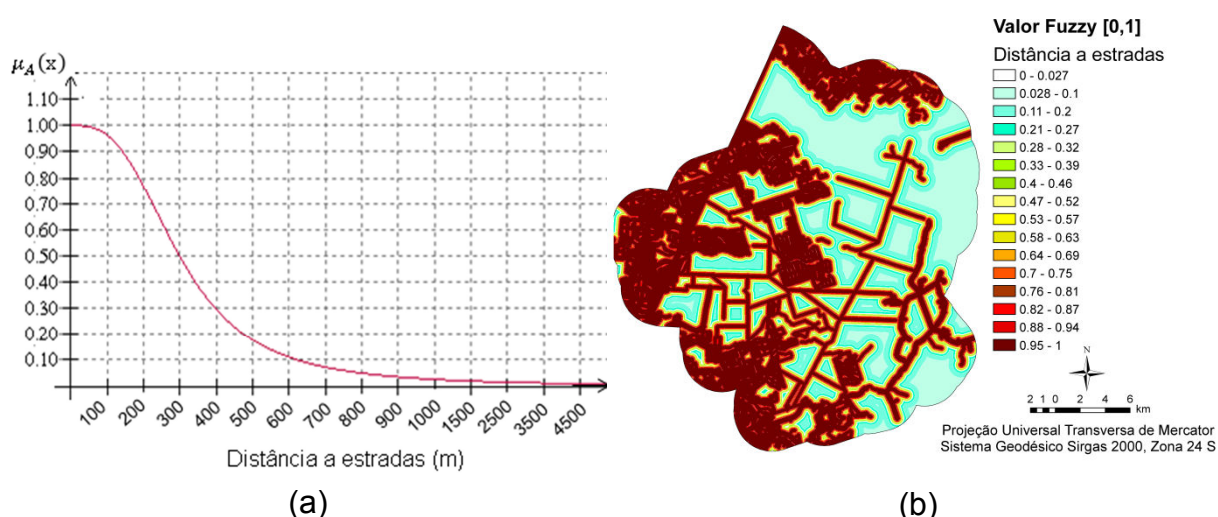 μA(x)
1.10
1.00
0.90
0.80
0.70
0.60
0.50
0.40
0.30
0.20
0.10
100 200 300 400 500 600 700 800 900 1000 1500 2500 3500 4500
Distância a estradas (m)
(a)
Valor Fuzzy [0,1]
Distância a estradas
0 - 0.027
0.028 - 0.1
0.11 - 0.2
0.21 - 0.27
0.28 - 0.32
0.33 - 0.39
0.4 - 0.46
0.47 - 0.52
0.53 - 0.57
0.58 - 0.63
0.64 - 0.69
0.7 - 0.75
0.76 - 0.81
0.82 - 0.87
0.88 - 0.94
0.95 - 1
N
2 1 0 2 4 6
km
Projeção Universal Transversa de Mercator
Sistema Geodésico Sirgas 2000, Zona 24 S
(b)